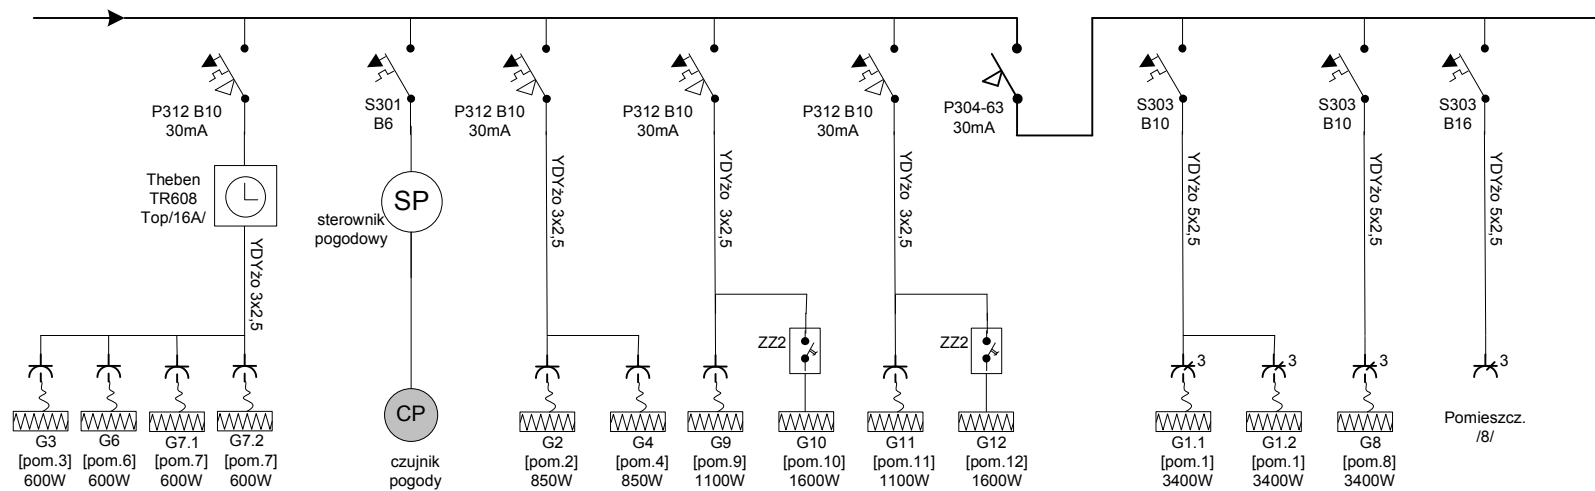 P312 B10
30mA
S301
B6
P312 B10
30mA
P312 B10
30mA
P312 B10
30mA
P304-63
30mA
S303
B10
S303
B10
S303
B16
Theben
TR608
Top/16A/
SP
sterownik
pogodowy
YDYżo 3x2,5
YDYżo 3x2,5
YDYżo 3x2,5
YDYżo 3x2,5
YDYżo 5x2,5
YDYżo 5x2,5
YDYżo 5x2,5
ZZ2
ZZ2
3
3
3
3
G3
[pom.3]
600W
G6
[pom.6]
600W
G7.1
[pom.7]
600W
G7.2
[pom.7]
600W
CP
czujnik
pogody
G2
[pom.2]
850W
G4
[pom.4]
850W
G9
[pom.9]
1100W
G10
[pom.10]
1600W
G11
[pom.11]
1100W
G12
[pom.12]
1600W
G1.1
[pom.1]
3400W
G1.2
[pom.1]
3400W
G8
[pom.8]
3400W
Pomieszcz.
/8/